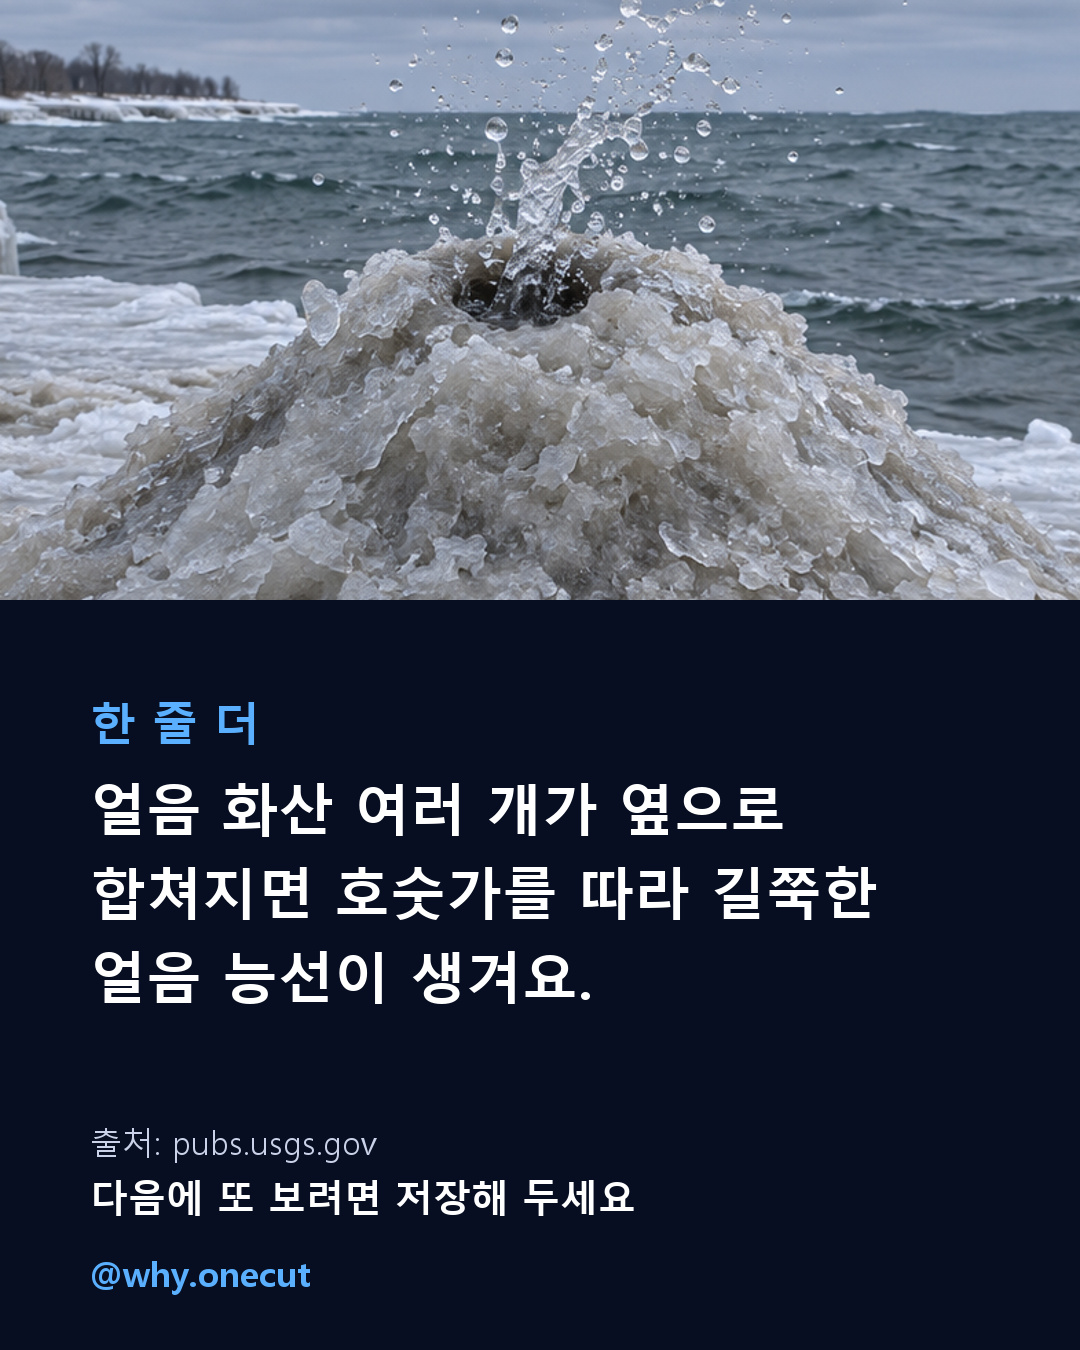 한 줄 더
얼음 화산 여러 개가 옆으로
합쳐지면 호숫가를 따라 길쭉한
얼음 능선이 생겨요.
출처: pubs.usgs.gov
다음에 또 보려면 저장해 두세요
@why.onecut